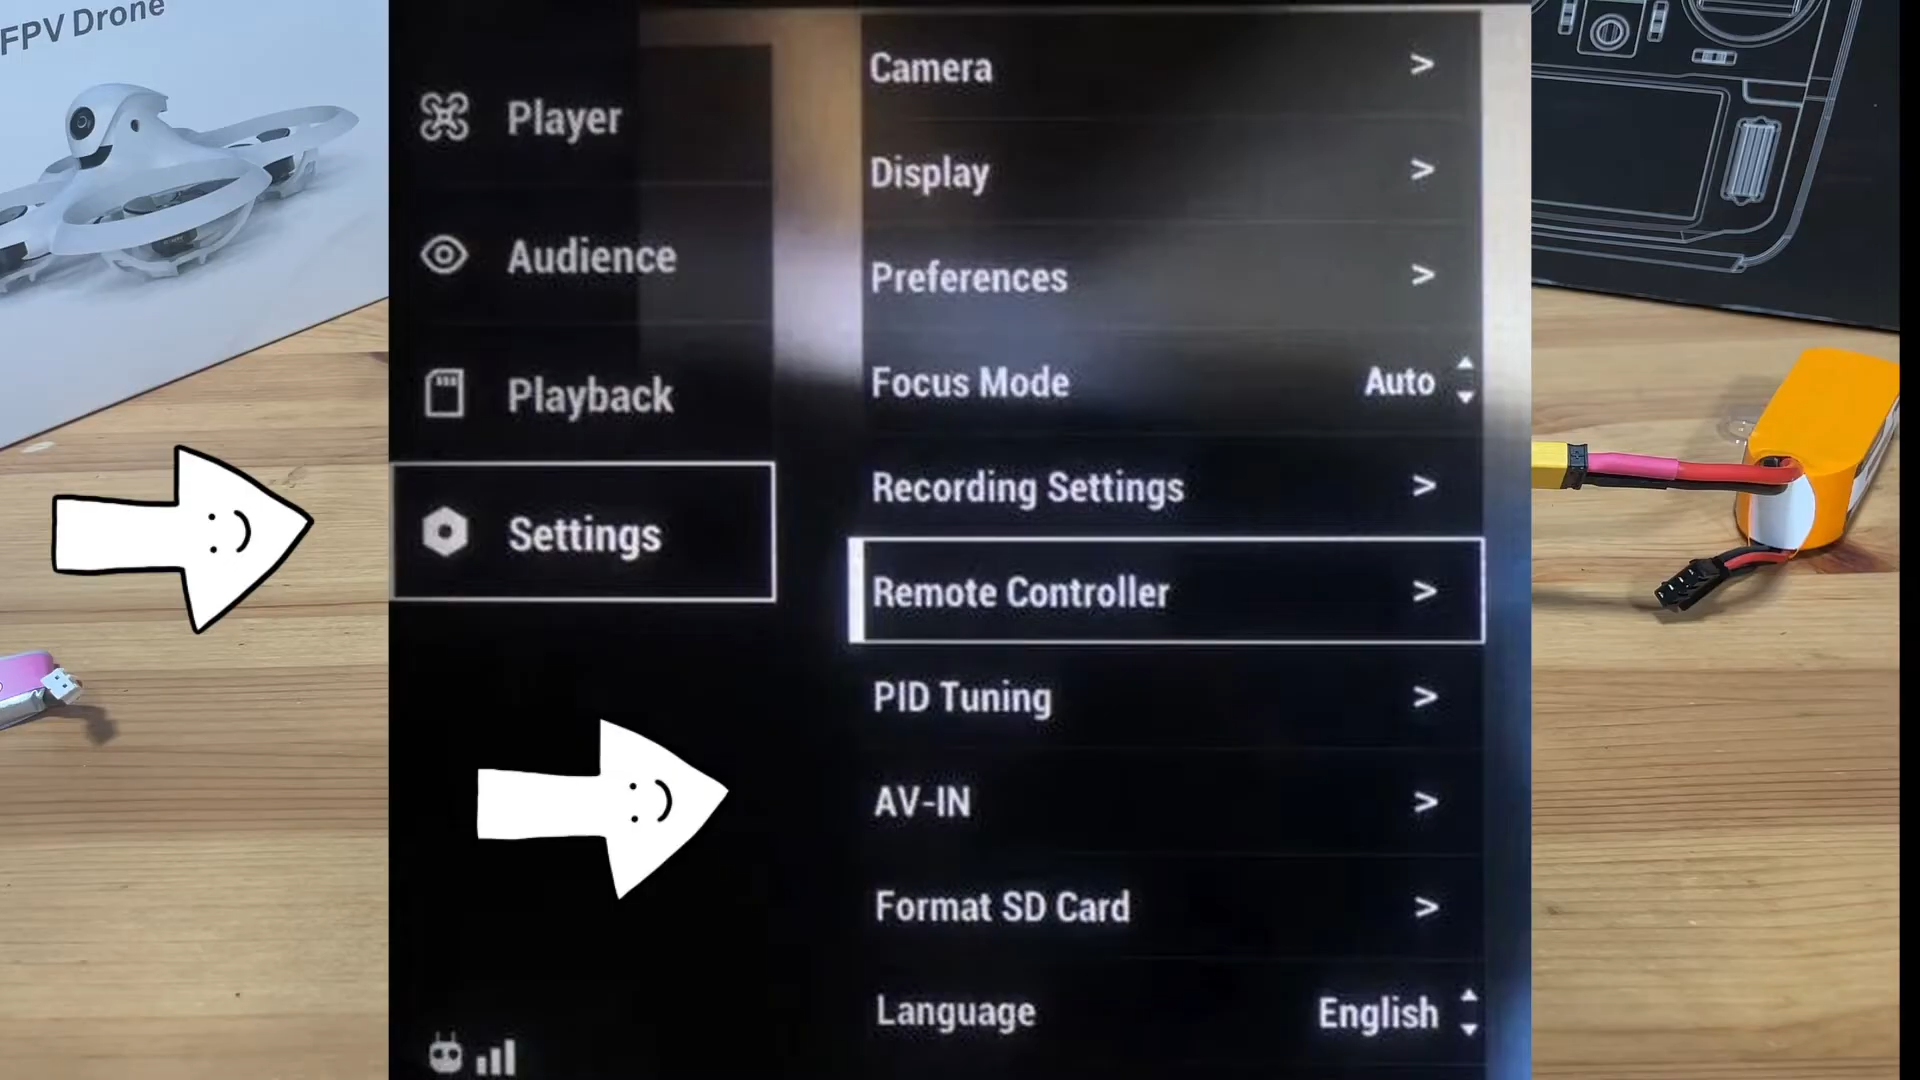 FPV Drone
Player
Audience
Playback
Settings
Camera >
Display >
Preferences >
Focus Mode Auto
Recording Settings >
Remote Controller >
PID Tuning >
AV-IN >
Format SD Card >
Language English